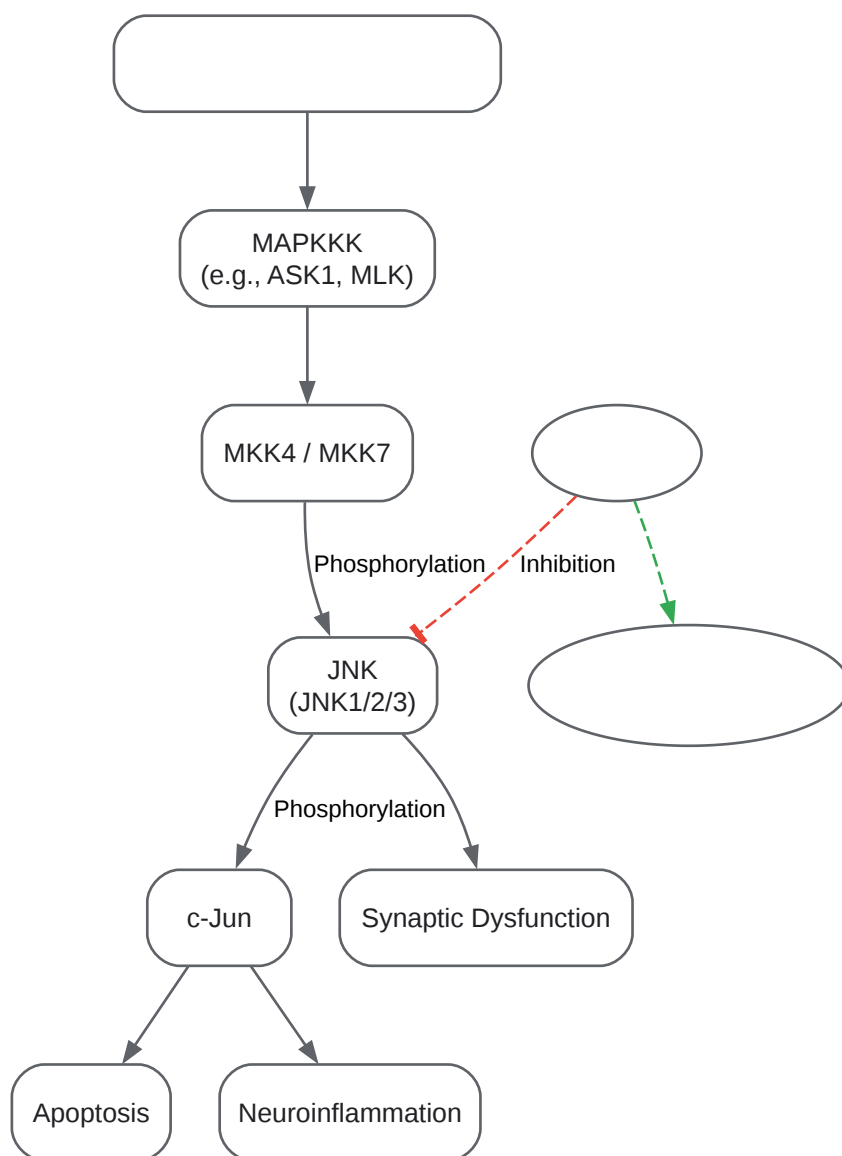 MAPKKK
(e.g., ASK1, MLK)
MKK4 / MKK7
Phosphorylation
Inhibition
JNK
(JNK1/2/3)
Phosphorylation
c-Jun
Synaptic Dysfunction
Apoptosis
Neuroinflammation